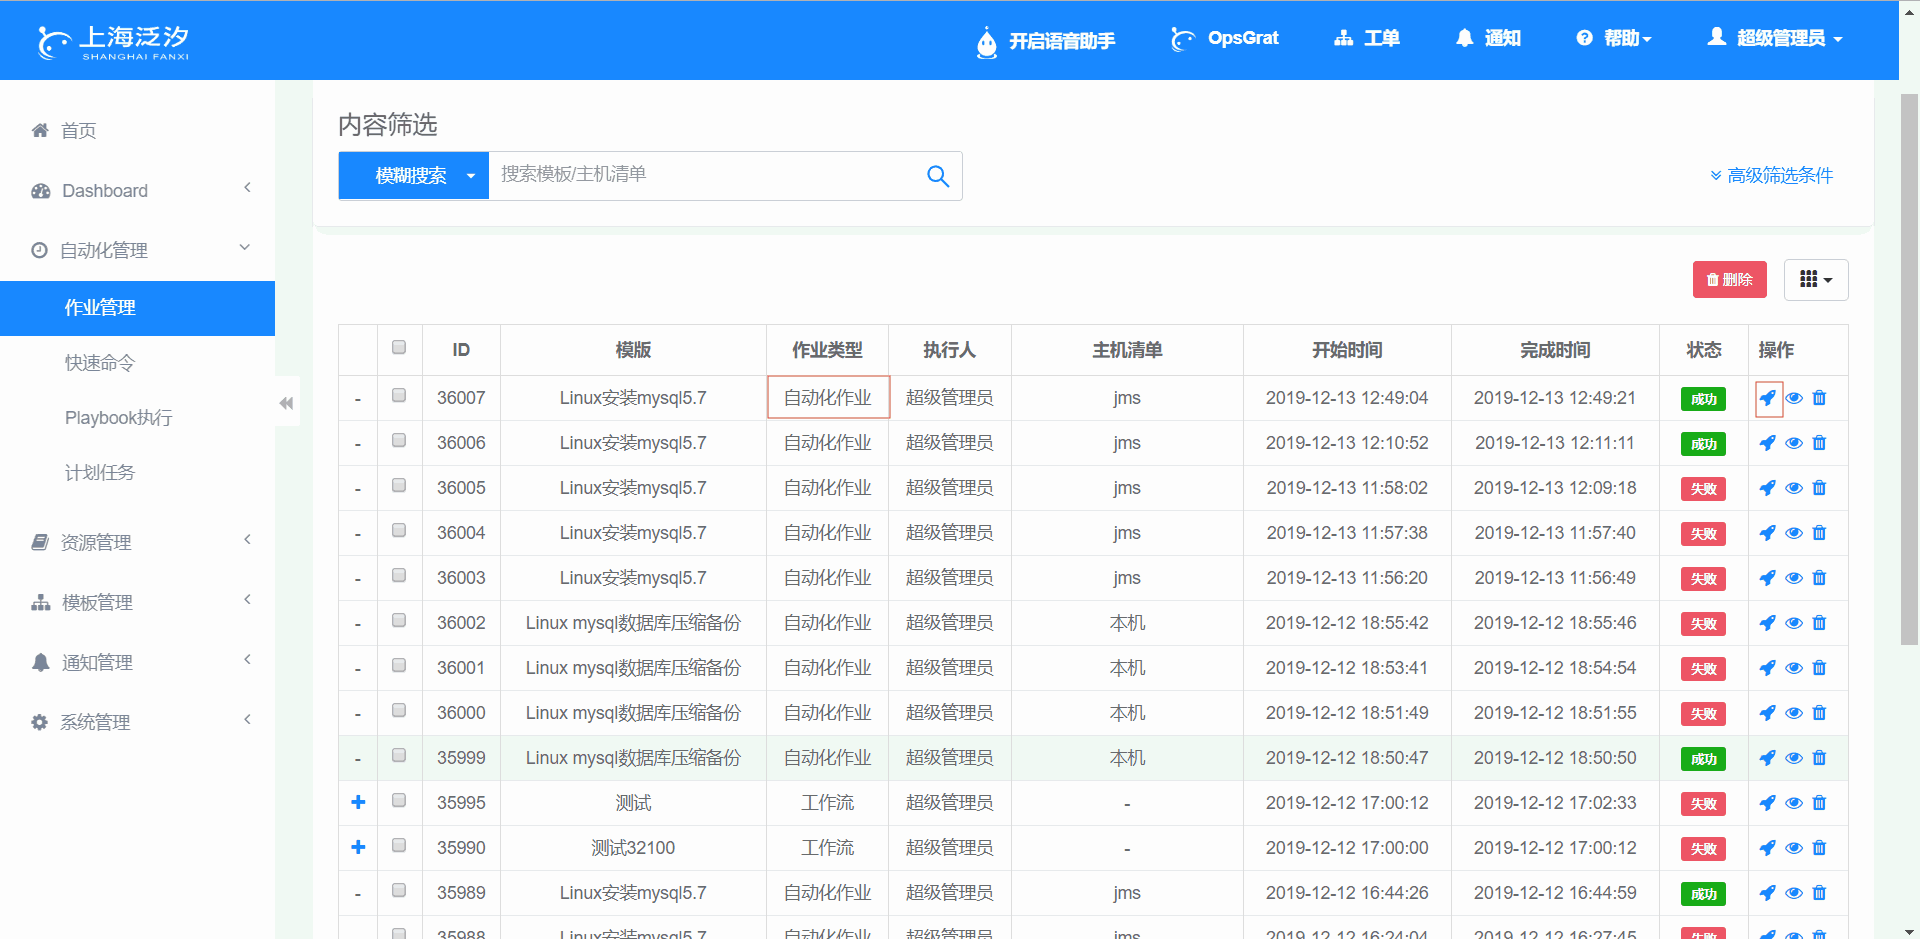 上海泛汐
SHANGHAI FANXI
开启语音助手
OpsGrat
工单
通知
帮助
超级管理员
首页
Dashboard
自动化管理
作业管理
快速命令
Playbook执行
计划任务
资源管理
模板管理
通知管理
系统管理
内容筛选
模糊搜索 搜索模板/主机清单
高级筛选条件
删除
ID 模版 作业类型 执行人 主机清单 开始时间 完成时间 状态 操作
- 36007 Linux安装mysql5.7 自动化作业 超级管理员 jms 2019-12-13 12:49:04 2019-12-13 12:49:21 成功
- 36006 Linux安装mysql5.7 自动化作业 超级管理员 jms 2019-12-13 12:10:52 2019-12-13 12:11:11 成功
- 36005 Linux安装mysql5.7 自动化作业 超级管理员 jms 2019-12-13 11:58:02 2019-12-13 12:09:18 失败
- 36004 Linux安装mysql5.7 自动化作业 超级管理员 jms 2019-12-13 11:57:38 2019-12-13 11:57:40 失败
- 36003 Linux安装mysql5.7 自动化作业 超级管理员 jms 2019-12-13 11:56:20 2019-12-13 11:56:49 失败
- 36002 Linux mysql数据库压缩备份 自动化作业 超级管理员 本机 2019-12-12 18:55:42 2019-12-12 18:55:46 失败
- 36001 Linux mysql数据库压缩备份 自动化作业 超级管理员 本机 2019-12-12 18:53:41 2019-12-12 18:54:54 失败
- 36000 Linux mysql数据库压缩备份 自动化作业 超级管理员 本机 2019-12-12 18:51:49 2019-12-12 18:51:55 失败
- 35999 Linux mysql数据库压缩备份 自动化作业 超级管理员 本机 2019-12-12 18:50:47 2019-12-12 18:50:50 成功
35995 测试 工作流 超级管理员 - 2019-12-12 17:00:12 2019-12-12 17:02:33 失败
35990 测试32100 工作流 超级管理员 - 2019-12-12 17:00:00 2019-12-12 17:00:12 失败
- 35989 Linux安装mysql5.7 自动化作业 超级管理员 jms 2019-12-12 16:44:26 2019-12-12 16:44:59 成功
35988 Linux安装mysql5.7 自动化作业 超级管理员 jms 2019-12-12 16:24:04 2019-12-12 16:27:45 失败